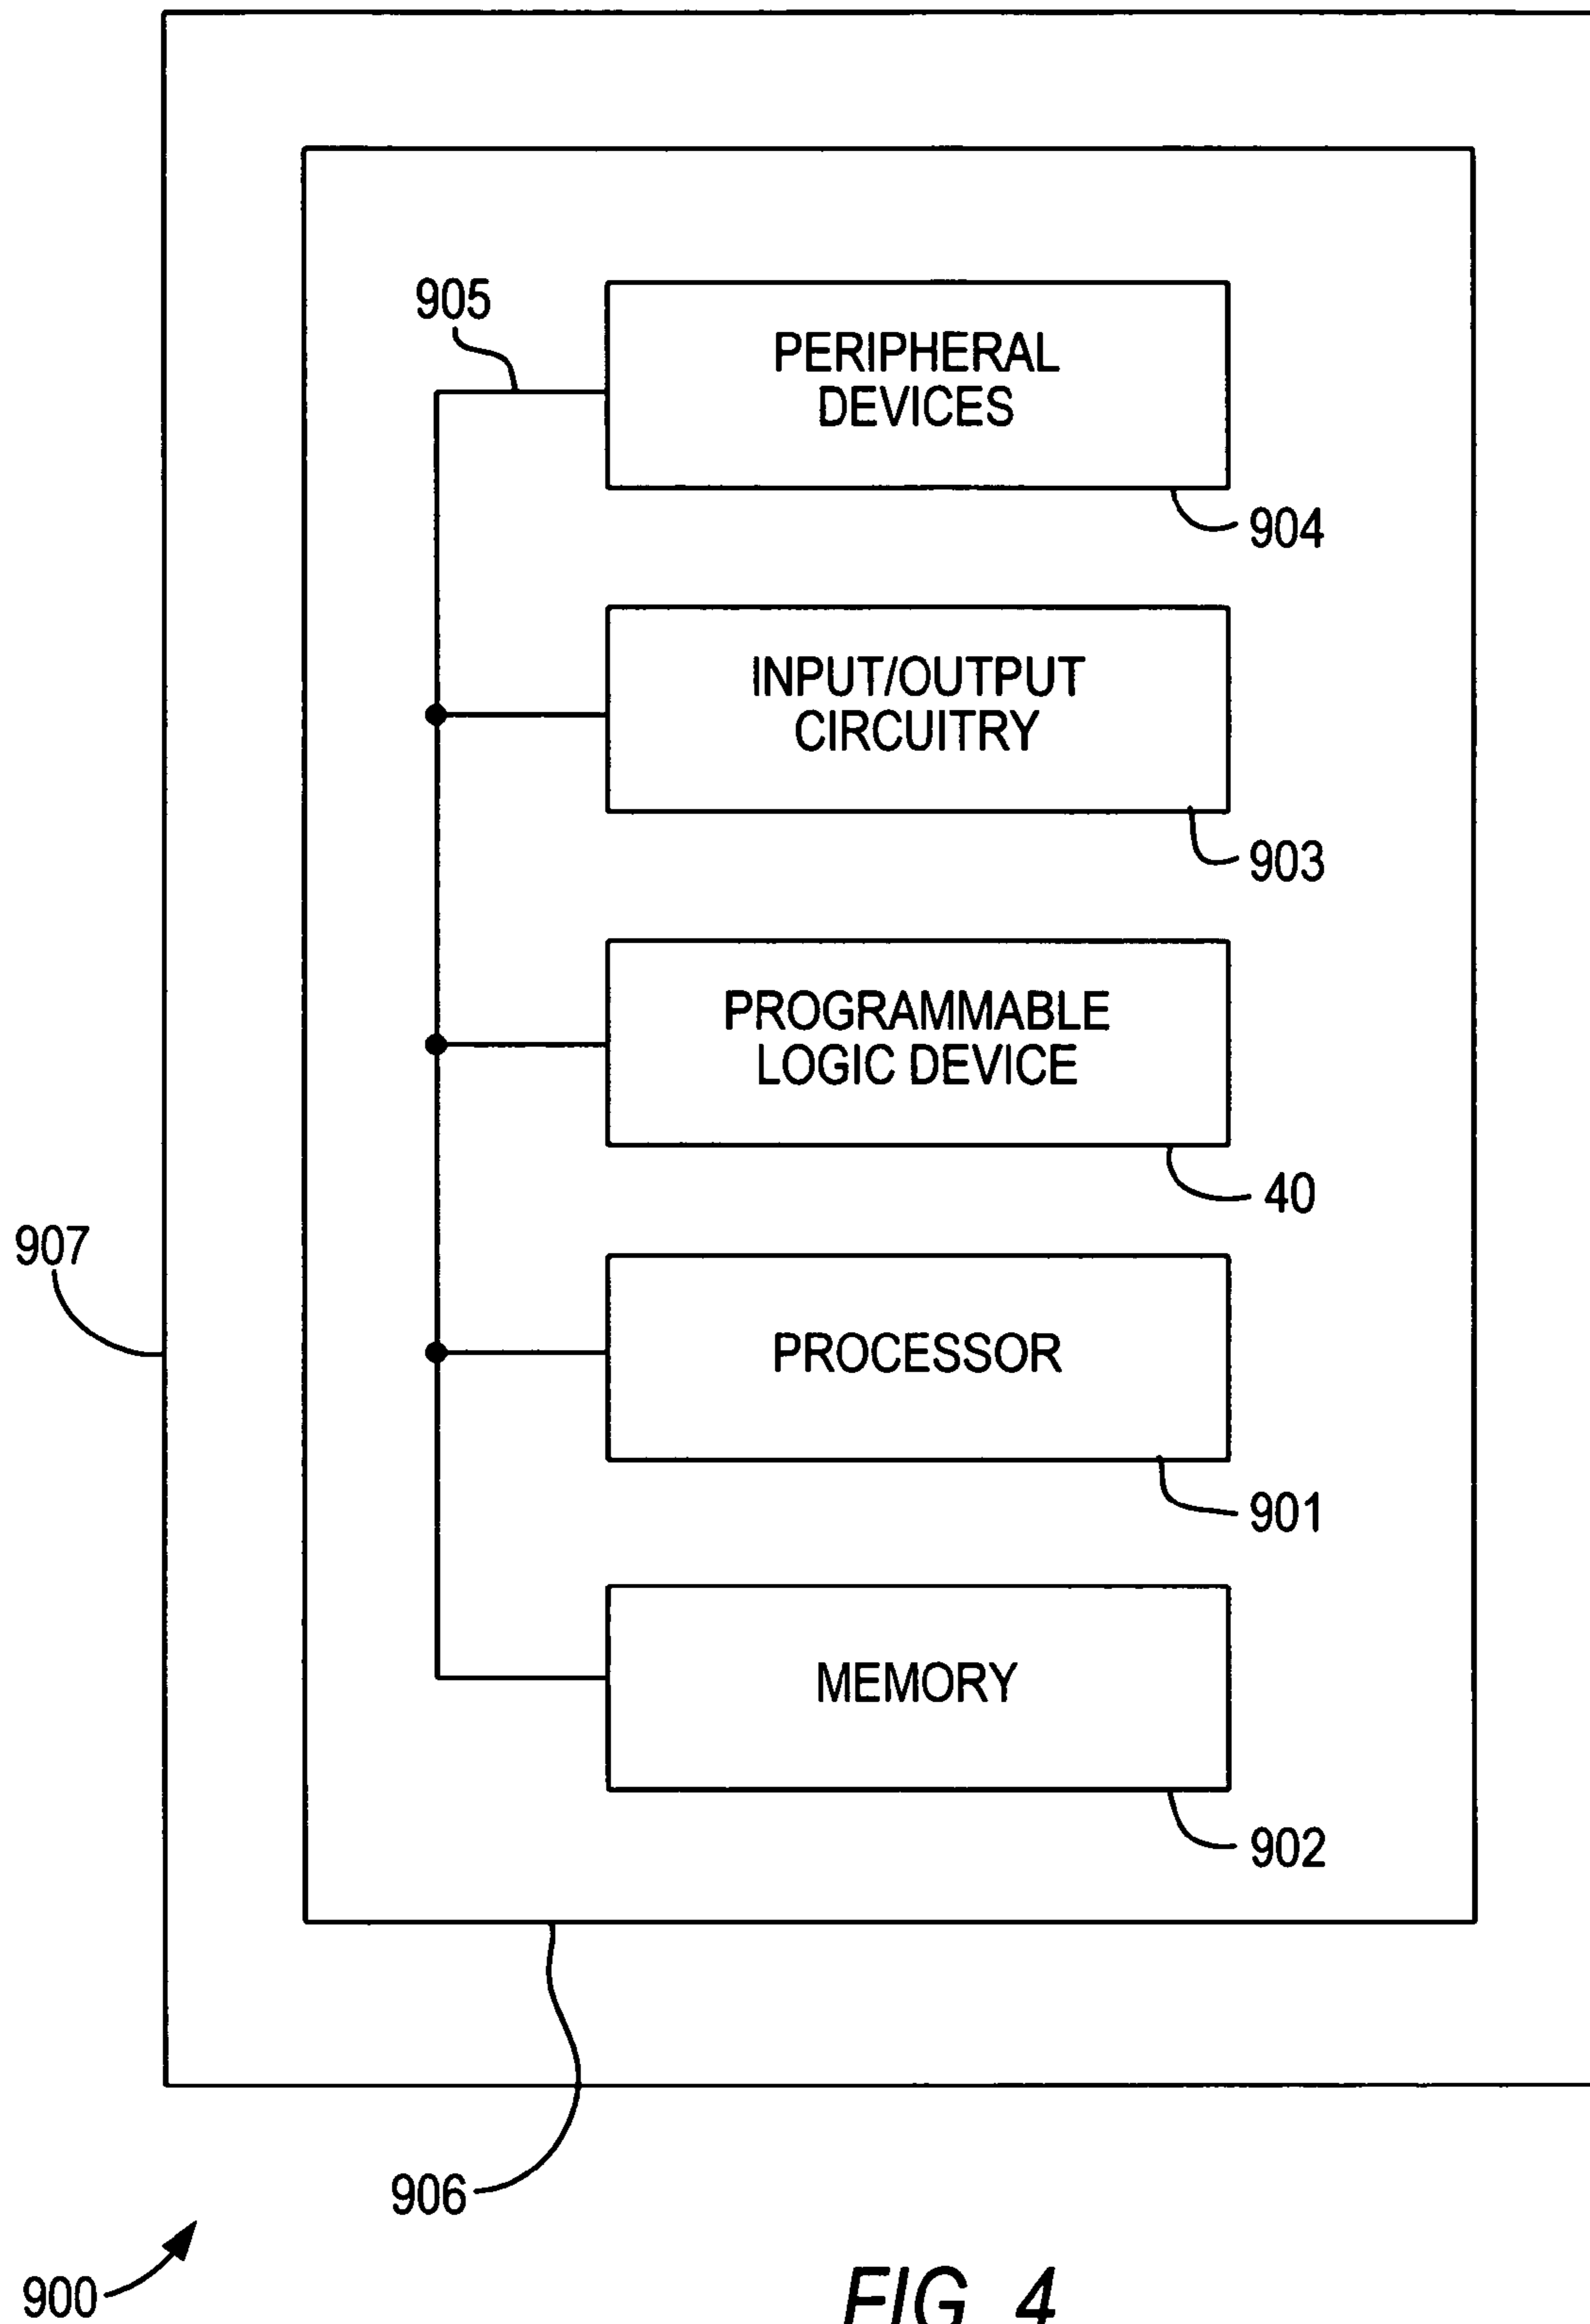 905
PERIPHERAL
DEVICES
904
INPUT/OUTPUT
CIRCUITRY
903
PROGRAMMABLE
LOGIC DEVICE
40
907
PROCESSOR
901
MEMORY
902
906
900
FIG. 4